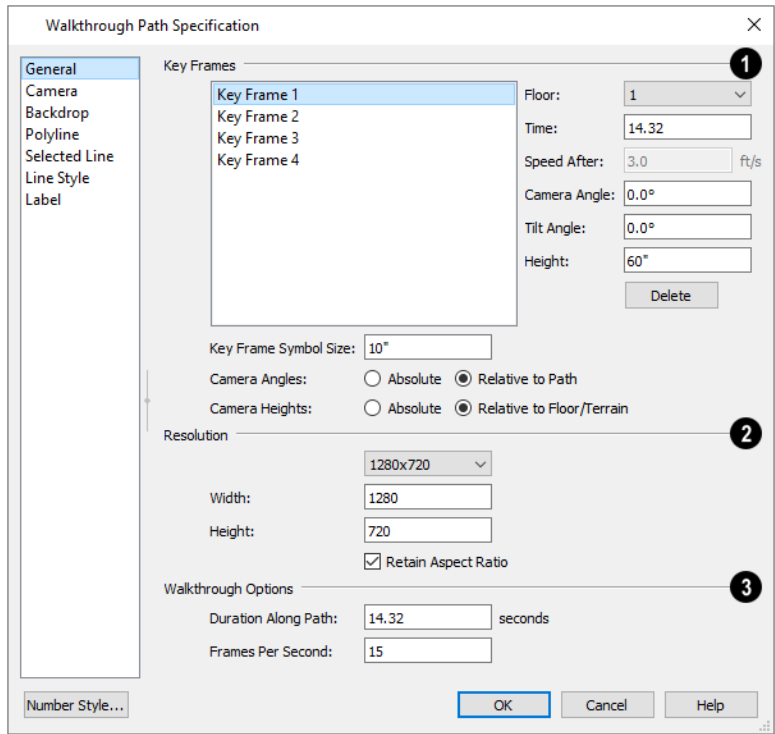 Walkthrough Path Specification
General
Camera
Backdrop
Polyline
Selected Line
Line Style
Label
Key Frames
1
Key Frame 1
Key Frame 2
Key Frame 3
Key Frame 4
Floor: 1
Time: 14.32
Speed After: 3.0 ft/s
Camera Angle: 0.0°
Tilt Angle: 0.0°
Height: 60"
Delete
Key Frame Symbol Size: 10"
Camera Angles: Absolute Relative to Path
Camera Heights: Absolute Relative to Floor/Terrain
Resolution
2
1280x720
Width: 1280
Height: 720
Retain Aspect Ratio
Walkthrough Options
3
Duration Along Path: 14.32 seconds
Frames Per Second: 15
Number Style... OK Cancel Help